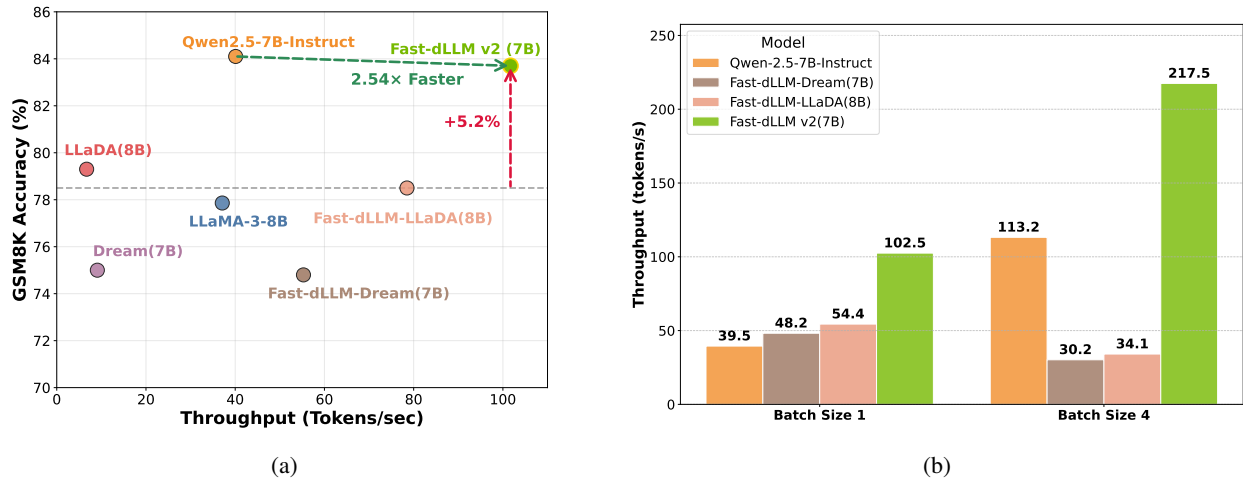 86
84
82
80
78
76
74
72
70
GSM8K Accuracy (%)
Qwen2.5-7B-Instruct
Fast-dLLM v2 (7B)
2.54× Faster
+5.2%
LLaDA(8B)
LLaMA-3-8B
Fast-dLLM-LLaDA(8B)
Dream(7B)
Fast-dLLM-Dream(7B)
0 20 40 60 80 100
Throughput (Tokens/sec)
(a)
250
200
150
100
50
0
Throughput (tokens/s)
Model
Qwen-2.5-7B-Instruct
Fast-dLLM-Dream(7B)
Fast-dLLM-LLaDA(8B)
Fast-dLLM v2(7B)
39.5 48.2 54.4 102.5
113.2 30.2 34.1 217.5
Batch Size 1 Batch Size 4
(b)